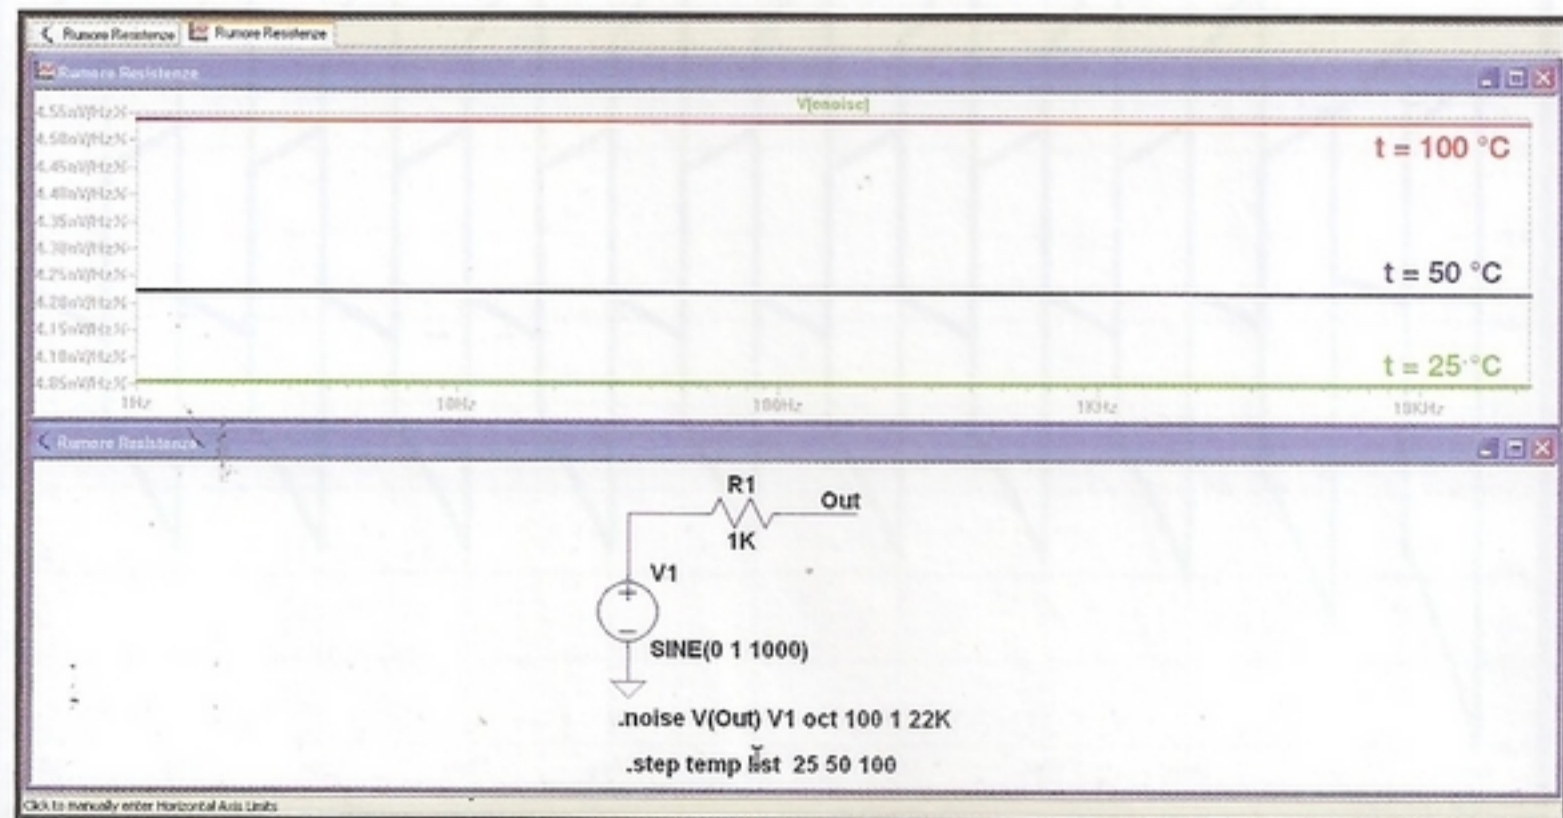 Rumore Resistenze Rumore Resistenze
Rumore Resistenze
V[onoise]
4.55nV/Hz½
4.50nV/Hz½
4.45nV/Hz½
4.40nV/Hz½
4.35nV/Hz½
4.30nV/Hz½
4.25nV/Hz½
4.20nV/Hz½
4.15nV/Hz½
4.10nV/Hz½
4.05nV/Hz½
t = 100 °C
t = 50 °C
t = 25 °C
1Hz 10Hz 100Hz 1KHz 10KHz
Rumore Resistenze
R1
Out
1K
V1
SINE(0 1 1000)
.noise V(Out) V1 oct 100 1 22K
.step temp list 25 50 100
Click to manually enter Horizontal Axis Limits